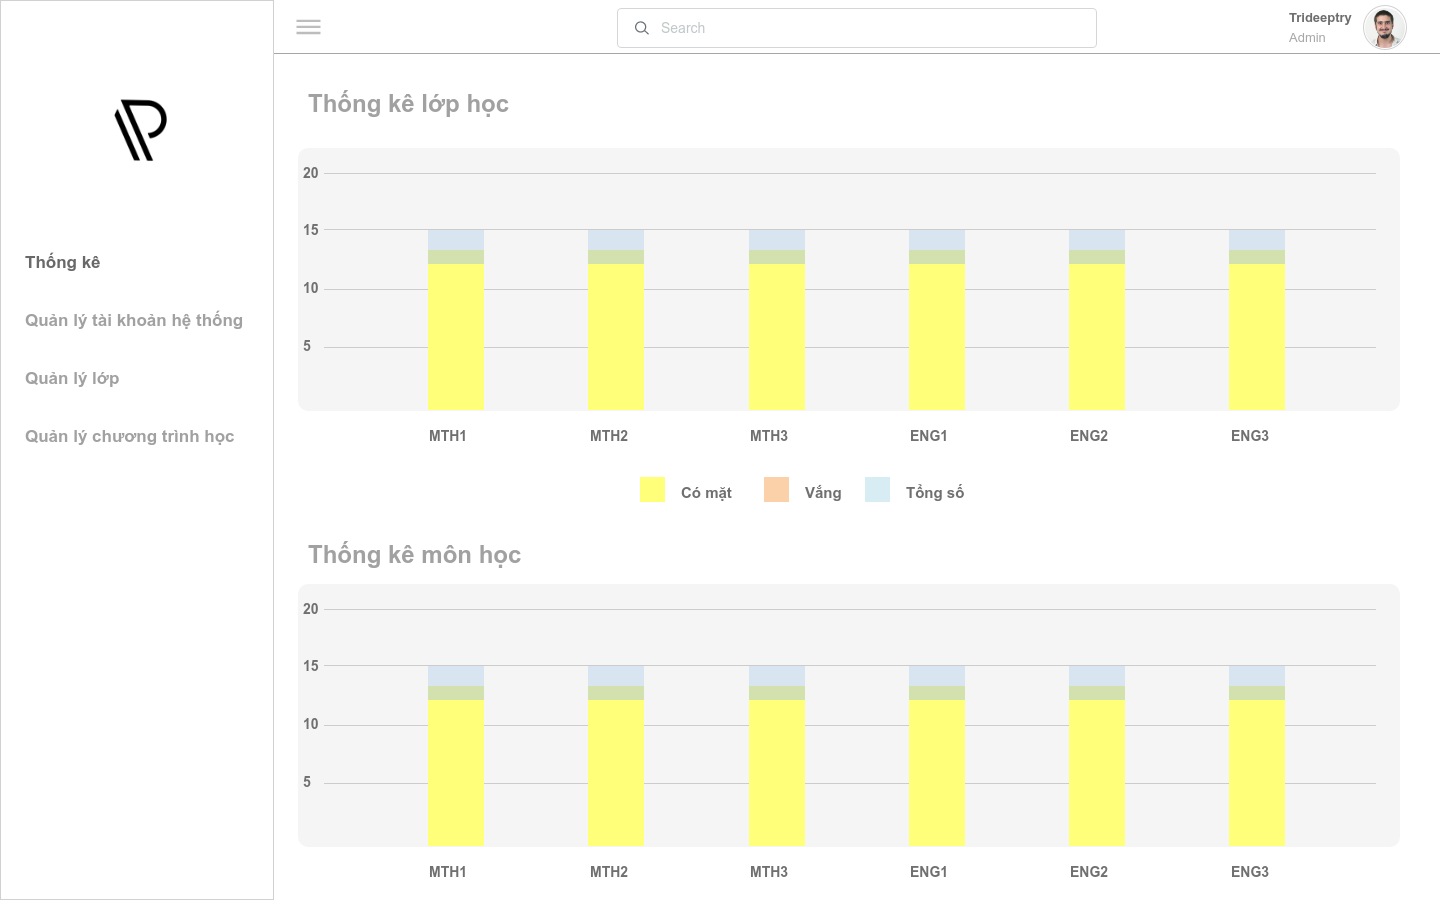 Search
Trideeptry
Admin
Thống kê
Quản lý tài khoản hệ thống
Quản lý lớp
Quản lý chương trình học
Thống kê lớp học
20
15
10
5
MTH1 MTH2 MTH3 ENG1 ENG2 ENG3
Có mặt Vắng Tổng số
Thống kê môn học
20
15
10
5
MTH1 MTH2 MTH3 ENG1 ENG2 ENG3